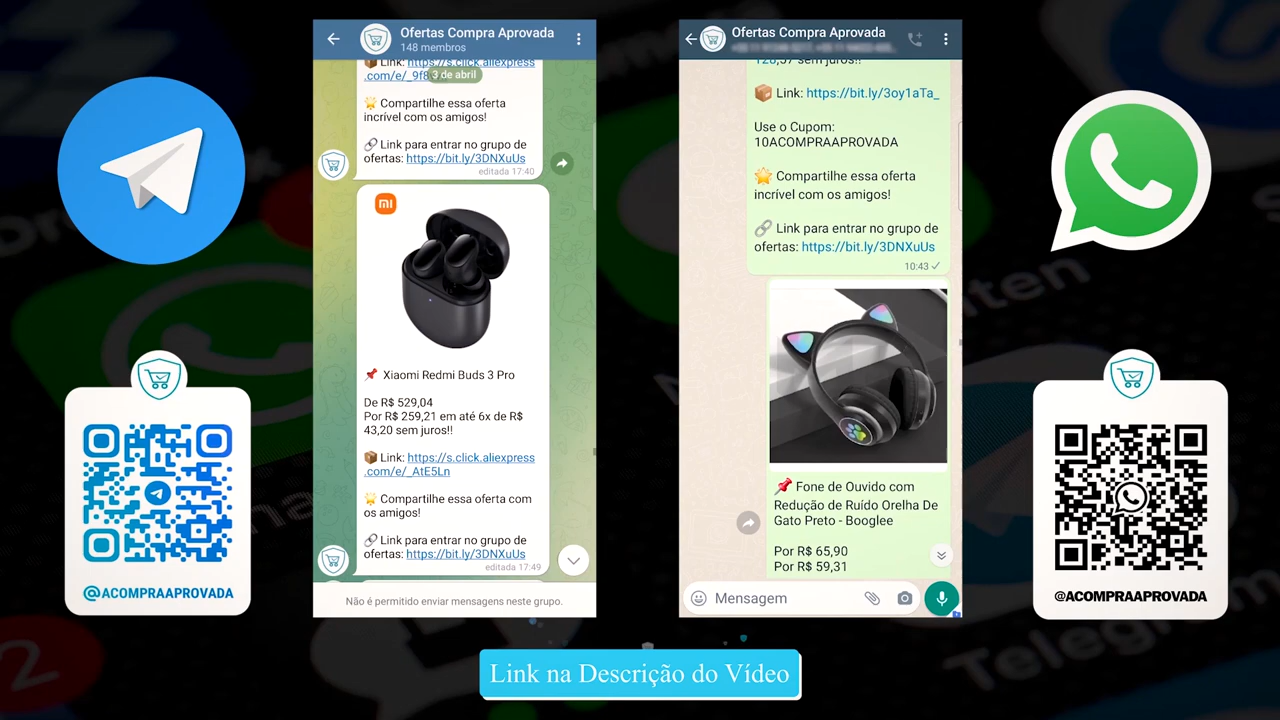 Ofertas Compra Aprovada
148 membros
Link: https://s.click.aliexpress
.com/e/_9f8
3 de abril
Compartilhe essa oferta
incrível com os amigos!
Link para entrar no grupo de
ofertas: https://bit.ly/3DNXuUs
editada 17:40
mi
Xiaomi Redmi Buds 3 Pro
De R$ 529,04
Por R$ 259,21 em até 6x de R$
43,20 sem juros!!
Link: https://s.click.aliexpress
.com/e/_AtE5Ln
Compartilhe essa oferta com
os amigos!
Link para entrar no grupo de
ofertas: https://bit.ly/3DNXuUs
editada 17:49
Não é permitido enviar mensagens neste grupo.
@ACOMPRAAPROVADA
Ofertas Compra Aprovada
128,57 sem juros!!
Link: https://bit.ly/3oy1aTa_
Use o Cupom:
10ACOMPRAAPROVADA
Compartilhe essa oferta
incrível com os amigos!
Link para entrar no grupo de
ofertas: https://bit.ly/3DNXuUs
10:43
Fone de Ouvido com
Redução de Ruído Orelha De
Gato Preto - Booglee
Por R$ 65,90
Por R$ 59,31
Mensagem
@ACOMPRAAPROVADA
Link na Descrição do Vídeo